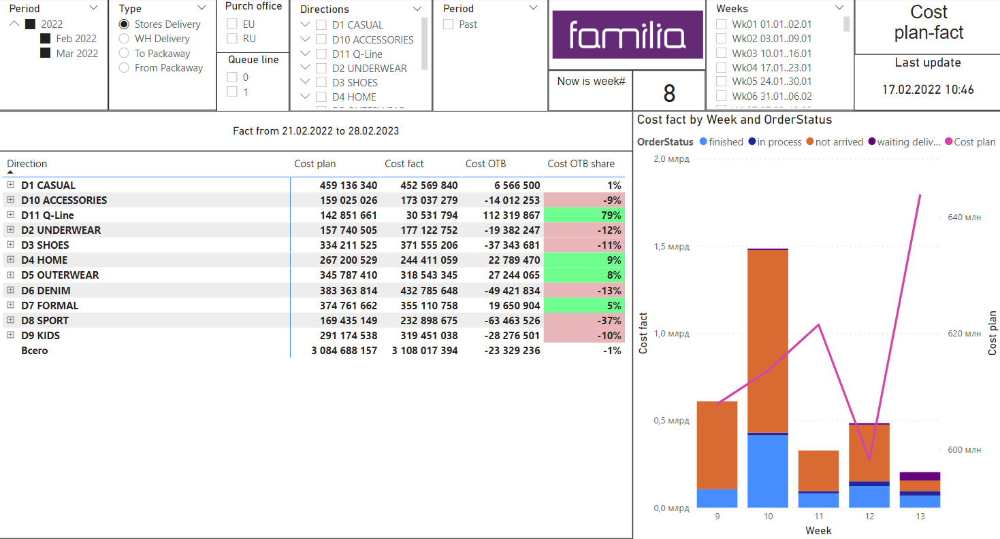 Period
2022
Feb 2022
Mar 2022
Type
Stores Delivery
WH Delivery
To Packaway
From Packaway
Purch office
EU
RU
Queue line
0
1
Directions
D1 CASUAL
D10 ACCESSORIES
D11 Q-Line
D2 UNDERWEAR
D3 SHOES
D4 HOME
Period
Past
familia
Now is week#
8
Weeks
Wk01 01.01..02.01
Wk02 03.01..09.01
Wk03 10.01..16.01
Wk04 17.01..23.01
Wk05 24.01..30.01
Wk06 31.01..06.02
Cost
plan-fact
Last update
17.02.2022 10:46
Fact from 21.02.2022 to 28.02.2023
Direction Cost plan Cost fact Cost OTB Cost OTB share
D1 CASUAL 459 136 340 452 569 840 6 566 500 1%
D10 ACCESSORIES 159 025 026 173 037 279 -14 012 253 -9%
D11 Q-Line 142 851 661 30 531 794 112 319 867 79%
D2 UNDERWEAR 157 740 505 177 122 752 -19 382 247 -12%
D3 SHOES 334 211 525 371 555 206 -37 343 681 -11%
D4 HOME 267 200 529 244 411 059 22 789 470 9%
D5 OUTERWEAR 345 787 410 318 543 345 27 244 065 8%
D6 DENIM 383 363 814 432 785 648 -49 421 834 -13%
D7 FORMAL 374 761 662 355 110 758 19 650 904 5%
D8 SPORT 169 435 149 232 898 675 -63 463 526 -37%
D9 KIDS 291 174 538 319 451 038 -28 276 501 -10%
Всего 3 084 688 157 3 108 017 394 -23 329 236 -1%
Cost fact by Week and OrderStatus
OrderStatus finished in process not arrived waiting deliv... Cost plan
2,0 млрд
1,5 млрд
1,0 млрд
0,5 млрд
0,0 млрд
Cost fact
640 млн
620 млн
600 млн
Cost plan
9 10 11 12 13
Week